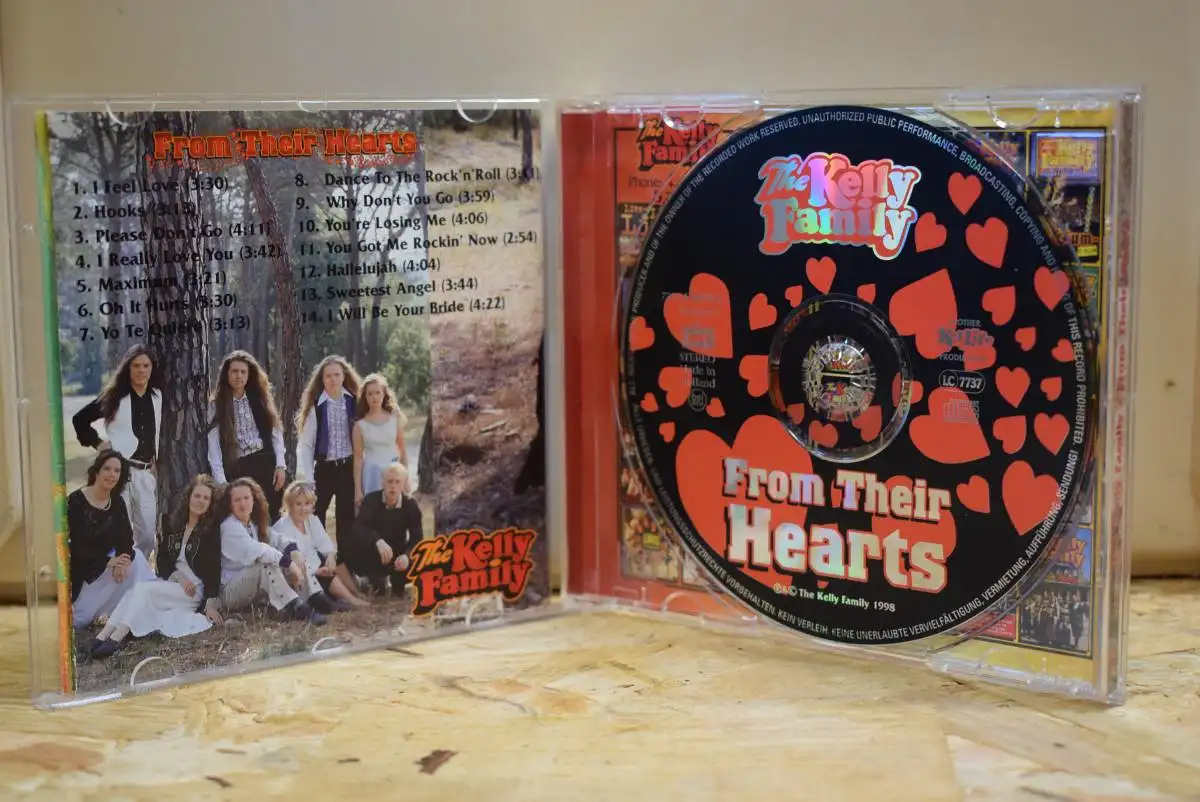 From Their Hearts
1. I Feel Love (3:30)
2. Hooks (3:15)
3. Please Don't Go (4:11)
4. I Really Love You (3:42)
5. Maximum (3:21)
6. Oh It Hurts (3:30)
7. Yo Te Quiero (3:13)
8. Dance To The Rock'n'Roll
9. Why Don't You Go (3:59)
10. You're Losing Me (4:06)
11. You Got Me Rockin' Now (2:54)
12. Hallelujah (4:04)
13. Sweetest Angel (3:44)
14. I Will Be Your Bride (4:22)
The Kelly
Family
The Kelly
Family
OF THE RECORDED WORK RESERVED. UNAUTHORIZED PUBLIC PERFORMANCE, BROADCASTING, COPYING AND
OF THIS RECORD PROHIBITED.
STEREO
Made in
Holland
LC 7737
From Their
Hearts
℗&© The Kelly Family 1998
VORBEHALTEN. KEIN VERLEIH. KEINE UNERLAUBTE VERVIELFÄLTIGUNG, VERMIETUNG, AUFFÜHRUNG, SENDUNG!
The Kelly
Family